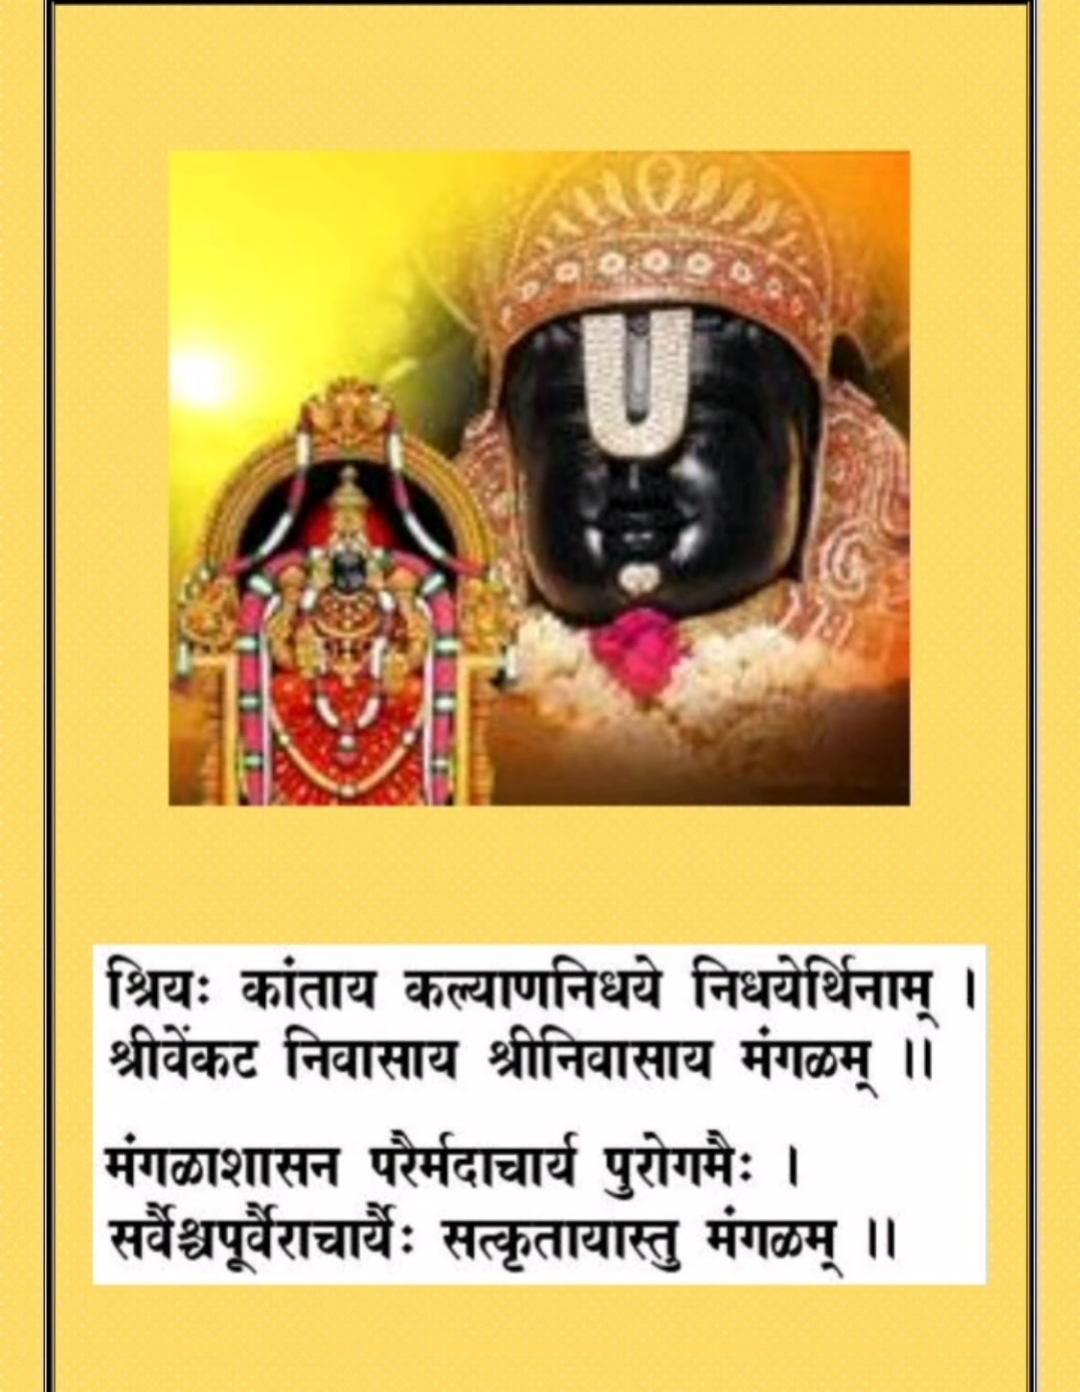 श्रियः कांताय कल्याणनिधये निधयेर्थिनाम् ।
श्रीवेंकट निवासाय श्रीनिवासाय मंगळम् ।।
मंगळाशासन परैर्मदाचार्य पुरोगमैः ।
सर्वैश्चपूर्वैराचार्यैः सत्कृतायास्तु मंगळम् ।।